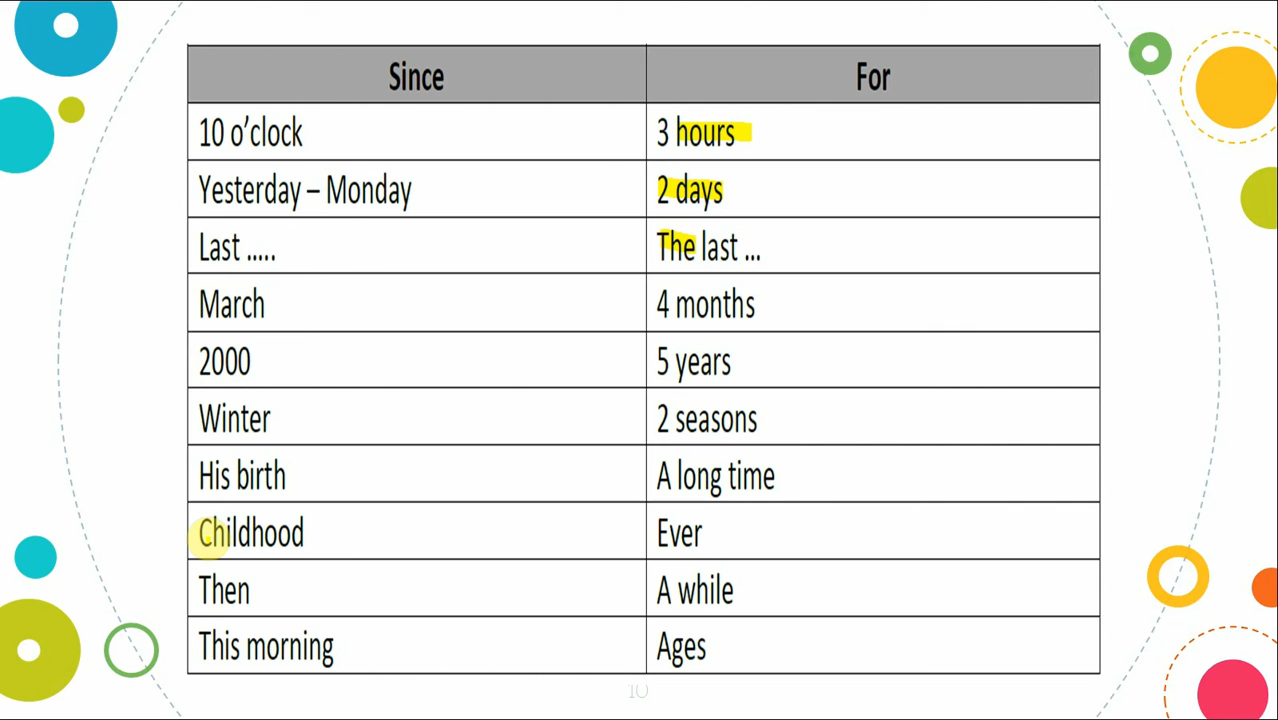 Since For
10 o’clock 3 hours
Yesterday – Monday 2 days
Last ..... The last ...
March 4 months
2000 5 years
Winter 2 seasons
His birth A long time
Childhood Ever
Then A while
This morning Ages
10